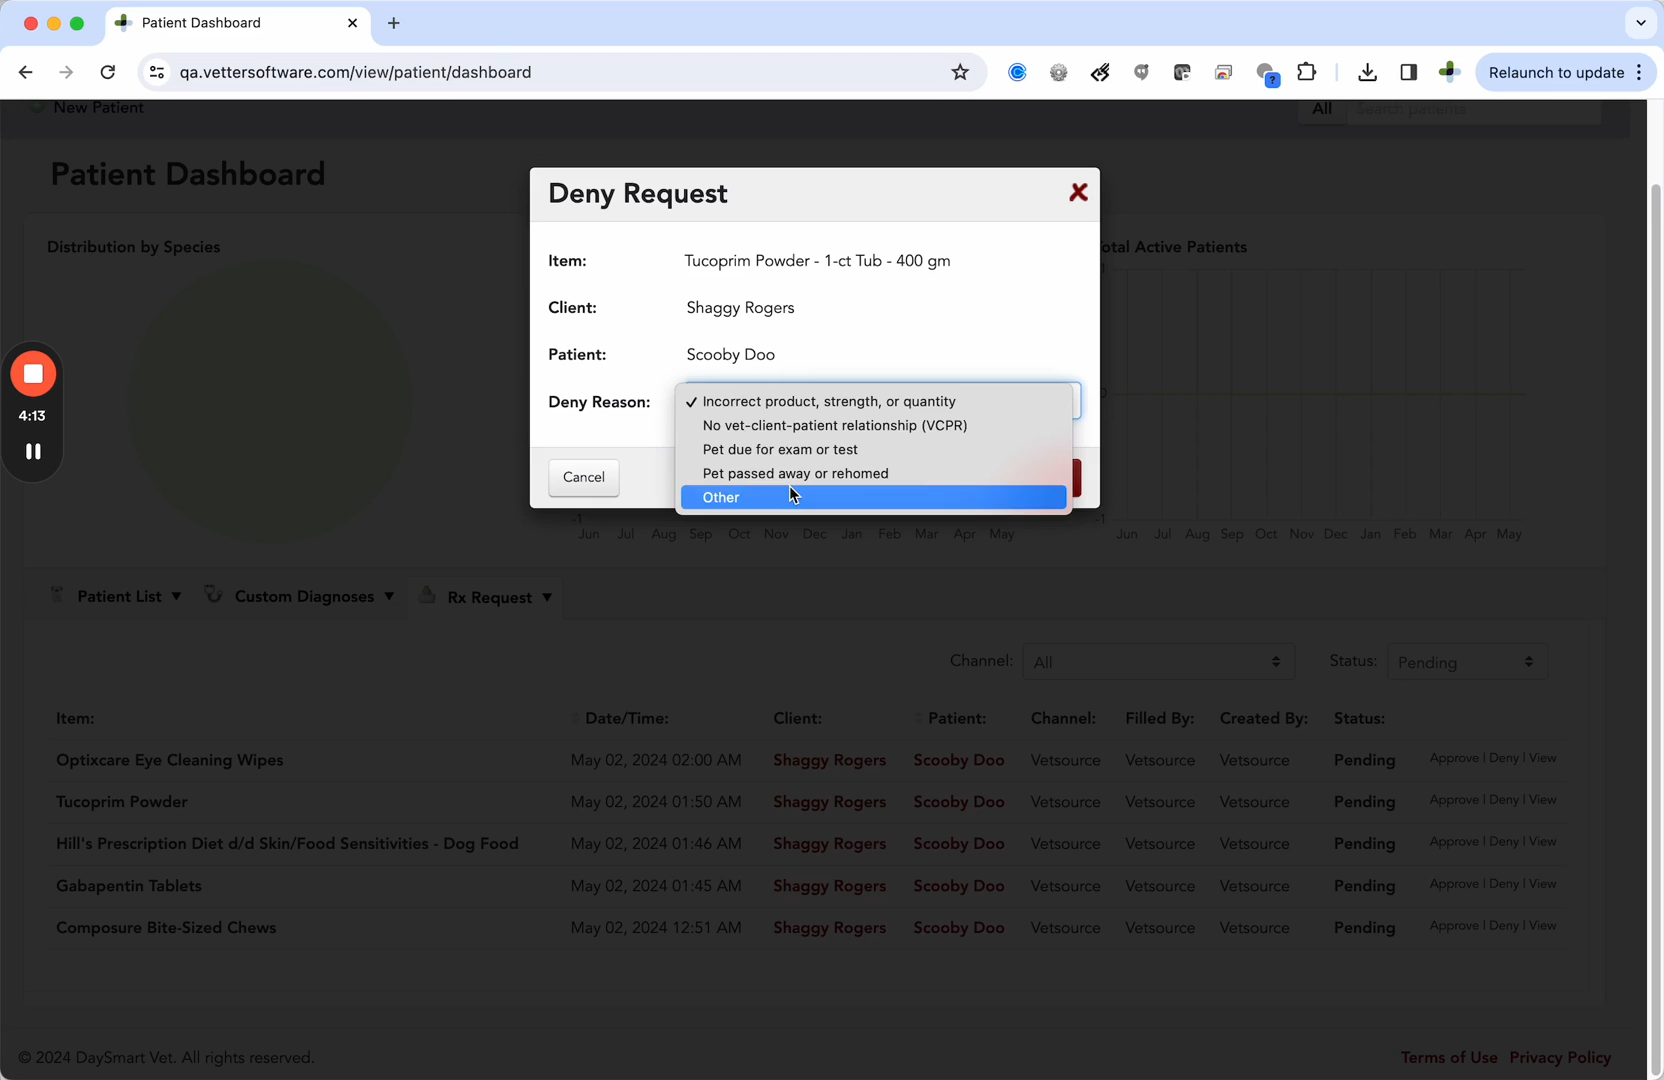 Patient Dashboard
qa.vettersoftware.com/view/patient/dashboard
Relaunch to update
New Patient
All Search patients
Patient Dashboard
Deny Request
Distribution by Species
otal Active Patients
Item: Tucoprim Powder - 1-ct Tub - 400 gm
Client: Shaggy Rogers
Patient: Scooby Doo
4:13
Deny Reason:
✓ Incorrect product, strength, or quantity
No vet-client-patient relationship (VCPR)
Pet due for exam or test
Pet passed away or rehomed
Other
Cancel
-1 -1
Jun Jul Aug Sep Oct Nov Dec Jan Feb Mar Apr May
Jun Jul Aug Sep Oct Nov Dec Jan Feb Mar Apr May
Patient List ▼ Custom Diagnoses ▼ Rx Request ▼
Channel: All Status: Pending
Item: Date/Time: Client: Patient: Channel: Filled By: Created By: Status:
Optixcare Eye Cleaning Wipes May 02, 2024 02:00 AM Shaggy Rogers Scooby Doo Vetsource Vetsource Vetsource Pending Approve | Deny | View
Tucoprim Powder May 02, 2024 01:50 AM Shaggy Rogers Scooby Doo Vetsource Vetsource Vetsource Pending Approve | Deny | View
Hill's Prescription Diet d/d Skin/Food Sensitivities - Dog Food May 02, 2024 01:46 AM Shaggy Rogers Scooby Doo Vetsource Vetsource Vetsource Pending Approve | Deny | View
Gabapentin Tablets May 02, 2024 01:45 AM Shaggy Rogers Scooby Doo Vetsource Vetsource Vetsource Pending Approve | Deny | View
Composure Bite-Sized Chews May 02, 2024 12:51 AM Shaggy Rogers Scooby Doo Vetsource Vetsource Vetsource Pending Approve | Deny | View
© 2024 DaySmart Vet. All rights reserved.
Terms of Use Privacy Policy